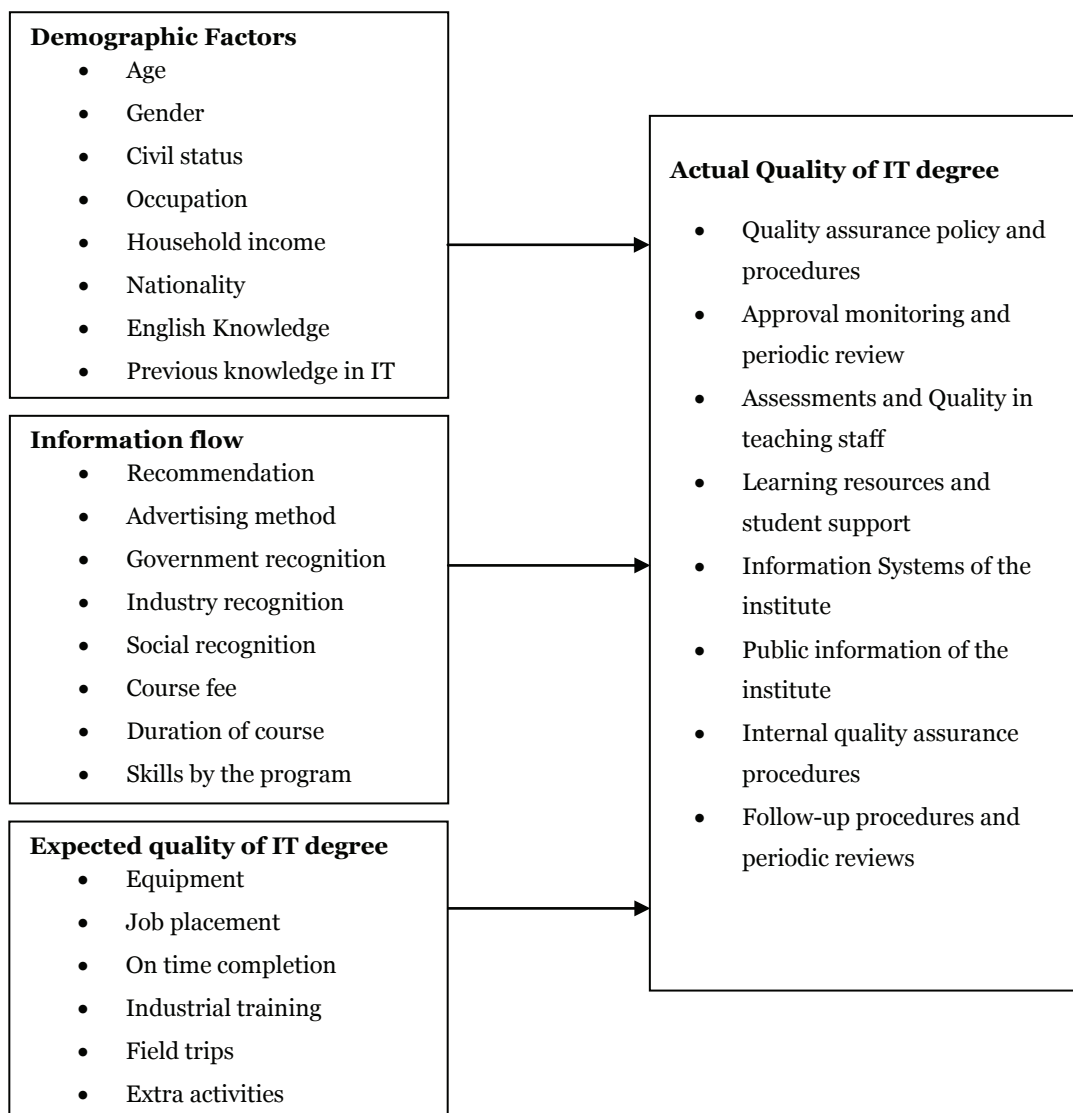 Demographic Factors
• Age
• Gender
• Civil status
• Occupation
• Household income
• Nationality
• English Knowledge
• Previous knowledge in IT
Information flow
• Recommendation
• Advertising method
• Government recognition
• Industry recognition
• Social recognition
• Course fee
• Duration of course
• Skills by the program
Expected quality of IT degree
• Equipment
• Job placement
• On time completion
• Industrial training
• Field trips
• Extra activities
Actual Quality of IT degree
• Quality assurance policy and
procedures
• Approval monitoring and
periodic review
• Assessments and Quality in
teaching staff
• Learning resources and
student support
• Information Systems of the
institute
• Public information of the
institute
• Internal quality assurance
procedures
• Follow-up procedures and
periodic reviews